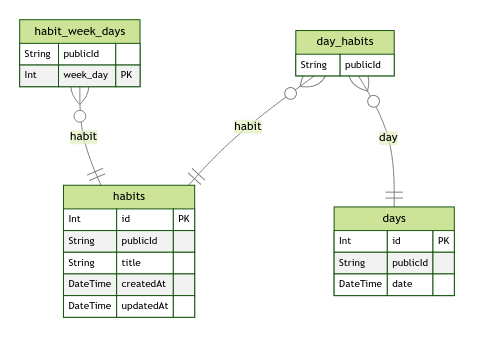 habit_week_days
String publicId
Int week_day PK
day_habits
String publicId
habit
habit
day
habits
Int id PK
String publicId
String title
DateTime createdAt
DateTime updatedAt
days
Int id PK
String publicId
DateTime date